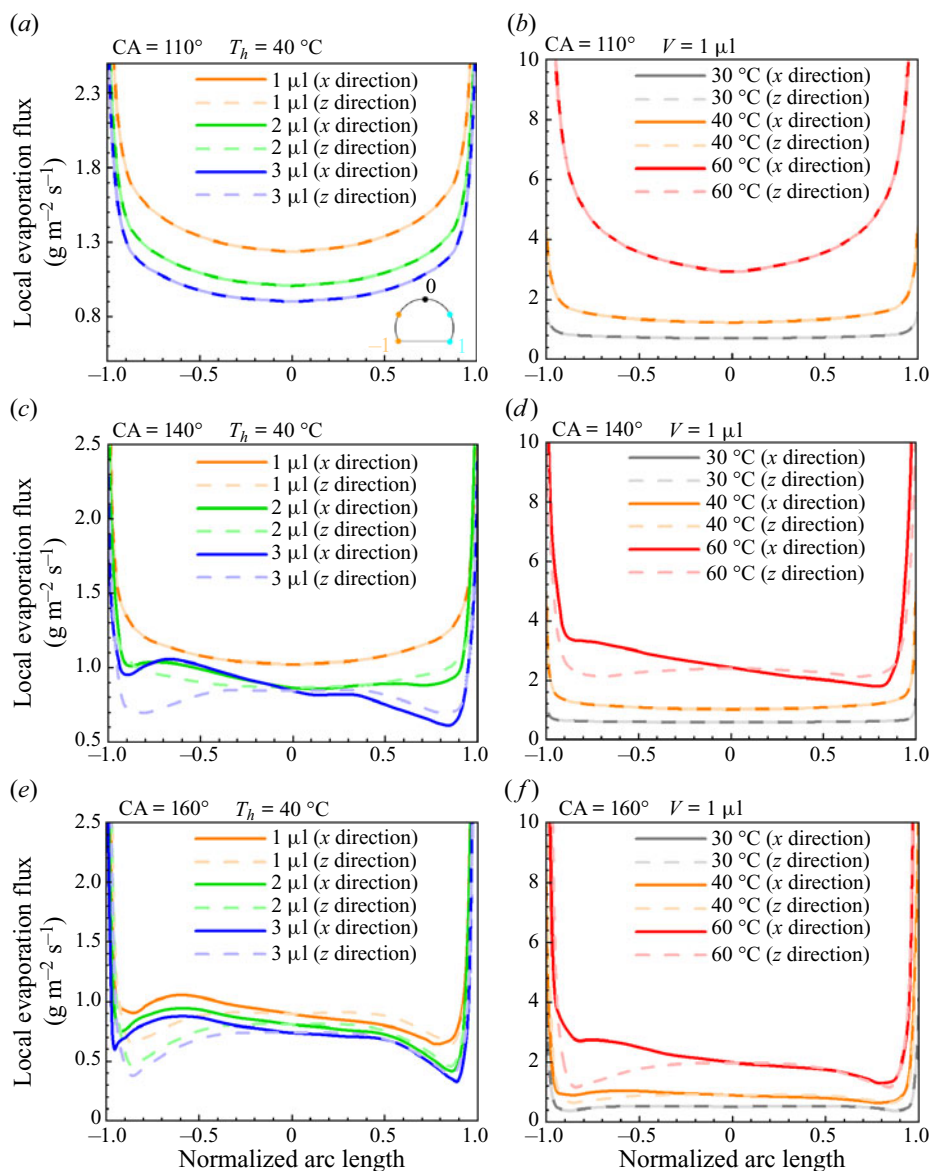 (a)
CA = 110° T_h = 40 °C
2.3
1.8
1.3
0.8
Local evaporation flux
(g m⁻² s⁻¹)
1 μl (x direction)
1 μl (z direction)
2 μl (x direction)
2 μl (z direction)
3 μl (x direction)
3 μl (z direction)
0
−1
1
−1.0 −0.5 0 0.5 1.0
(b)
CA = 110° V = 1 μl
10
8
6
4
2
0
30 °C (x direction)
30 °C (z direction)
40 °C (x direction)
40 °C (z direction)
60 °C (x direction)
60 °C (z direction)
−1.0 −0.5 0 0.5 1.0
(c)
CA = 140° T_h = 40 °C
2.5
2.0
1.5
1.0
0.5
Local evaporation flux
(g m⁻² s⁻¹)
1 μl (x direction)
1 μl (z direction)
2 μl (x direction)
2 μl (z direction)
3 μl (x direction)
3 μl (z direction)
−1.0 −0.5 0 0.5 1.0
(d)
CA = 140° V = 1 μl
10
8
6
4
2
0
30 °C (x direction)
30 °C (z direction)
40 °C (x direction)
40 °C (z direction)
60 °C (x direction)
60 °C (z direction)
−1.0 −0.5 0 0.5 1.0
(e)
CA = 160° T_h = 40 °C
2.5
2.0
1.5
1.0
0.5
0
Local evaporation flux
(g m⁻² s⁻¹)
1 μl (x direction)
1 μl (z direction)
2 μl (x direction)
2 μl (z direction)
3 μl (x direction)
3 μl (z direction)
−1.0 −0.5 0 0.5 1.0
Normalized arc length
(f)
CA = 160° V = 1 μl
10
8
6
4
2
0
30 °C (x direction)
30 °C (z direction)
40 °C (x direction)
40 °C (z direction)
60 °C (x direction)
60 °C (z direction)
−1.0 −0.5 0 0.5 1.0
Normalized arc length